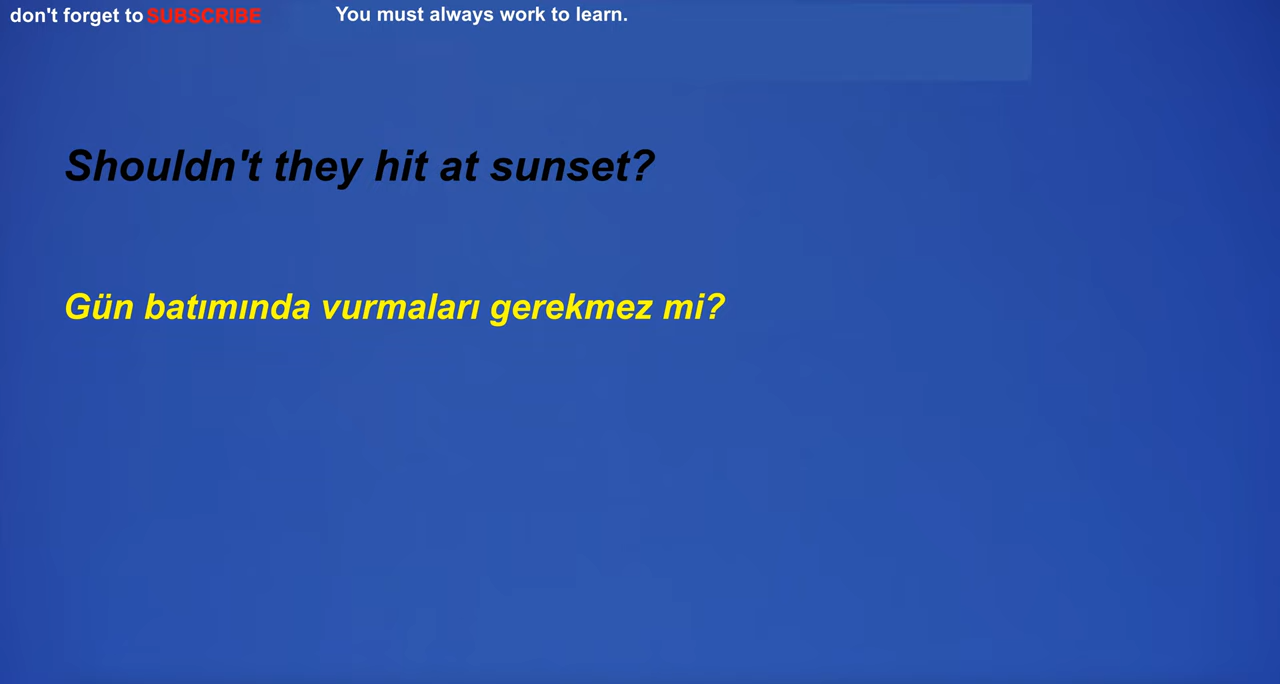 don't forget to SUBSCRIBE
You must always work to learn.
Shouldn't they hit at sunset?
Gün batımında vurmaları gerekmez mi?